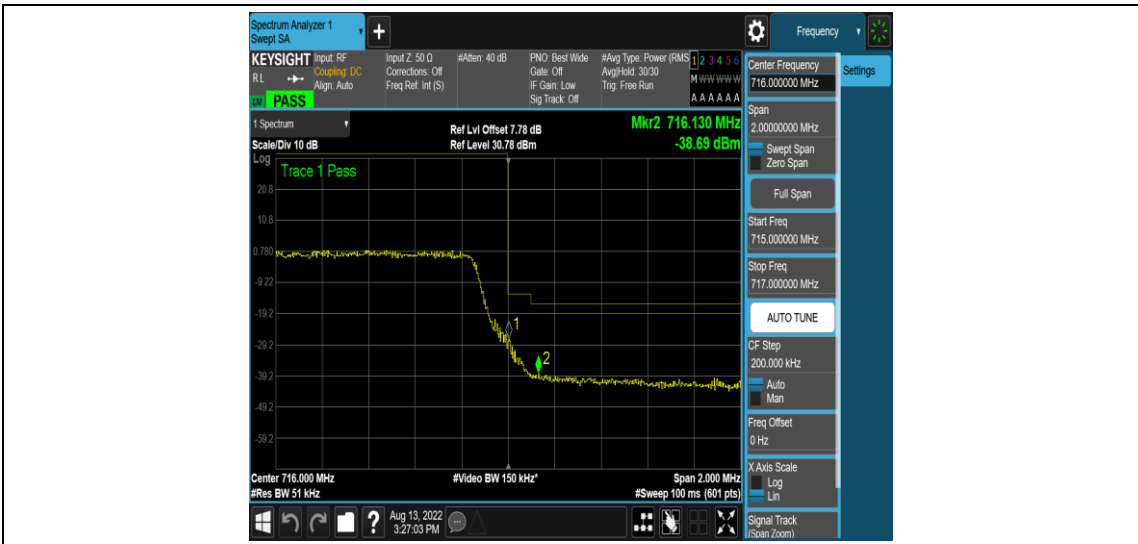 Spectrum Analyzer 1
Swept SA
+
Frequency
KEYSIGHT
RL
LXI PASS
Input: RF
Coupling: DC
Align: Auto
Input Z: 50 Ω
Corrections: Off
Freq Ref: Int (S)
#Atten: 40 dB
PNO: Best Wide
Gate: Off
IF Gain: Low
Sig Track: Off
#Avg Type: Power (RMS
Avg|Hold: 30/30
Trig: Free Run
1 2 3 4 5 6
M W W W W W
A A A A A A
1 Spectrum
Scale/Div 10 dB
Ref Lvl Offset 7.78 dB
Ref Level 30.78 dBm
Mkr2 716.130 MHz
-38.69 dBm
Log
Trace 1 Pass
20.8
10.8
0.780
-9.22
-19.2
-29.2
-39.2
-49.2
-59.2
1
2
Center 716.000 MHz
#Res BW 51 kHz
#Video BW 150 kHz*
Span 2.000 MHz
#Sweep 100 ms (601 pts)
?
Aug 13, 2022
3:27:03 PM
Center Frequency
716.000000 MHz
Settings
Span
2.00000000 MHz
Swept Span
Zero Span
Full Span
Start Freq
715.000000 MHz
Stop Freq
717.000000 MHz
AUTO TUNE
CF Step
200.000 kHz
Auto
Man
Freq Offset
0 Hz
X Axis Scale
Log
Lin
Signal Track
(Span Zoom)